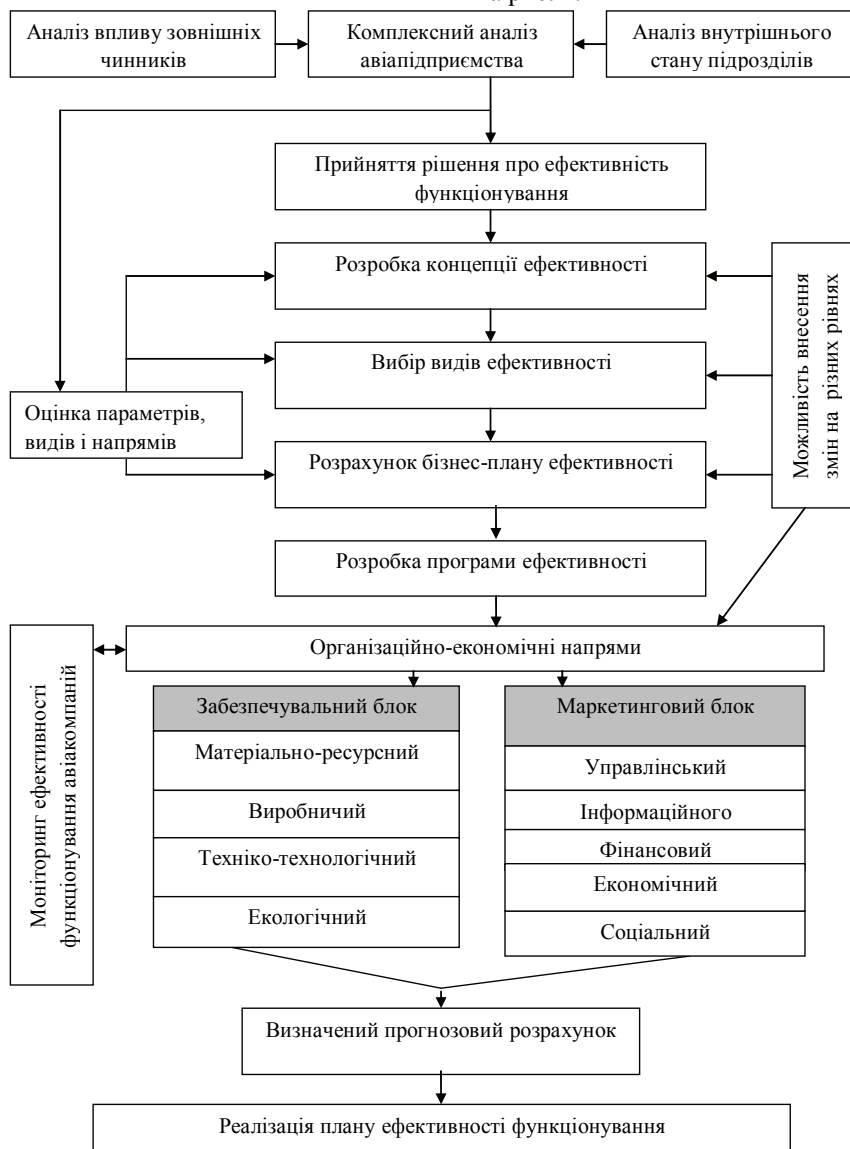 Аналіз впливу зовнішніх
чинників
Комплексний аналіз
авіапідприємства
Аналіз внутрішнього
стану підрозділів
Прийняття рішення про ефективність
функціонування
Розробка концепції ефективності
Вибір видів ефективності
Оцінка параметрів,
видів і напрямів
Розрахунок бізнес-плану ефективності
Можливість внесення
змін на різних рівнях
Розробка програми ефективності
Організаційно-економічні напрями
Моніторинг ефективності
функціонування авіакомпаній
Забезпечувальний блок
Матеріально-ресурсний
Виробничий
Техніко-технологічний
Екологічний
Маркетинговий блок
Управлінський
Інформаційного
Фінансовий
Економічний
Соціальний
Визначений прогнозовий розрахунок
Реалізація плану ефективності функціонування